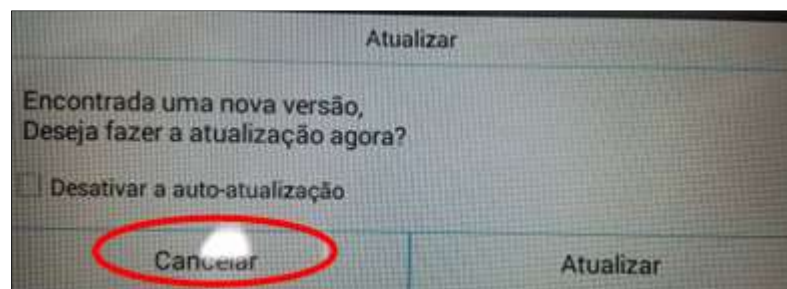 Atualizar
Encontrada uma nova versão,
Deseja fazer a atualização agora?
Desativar a auto-atualização
Cancelar
Atualizar